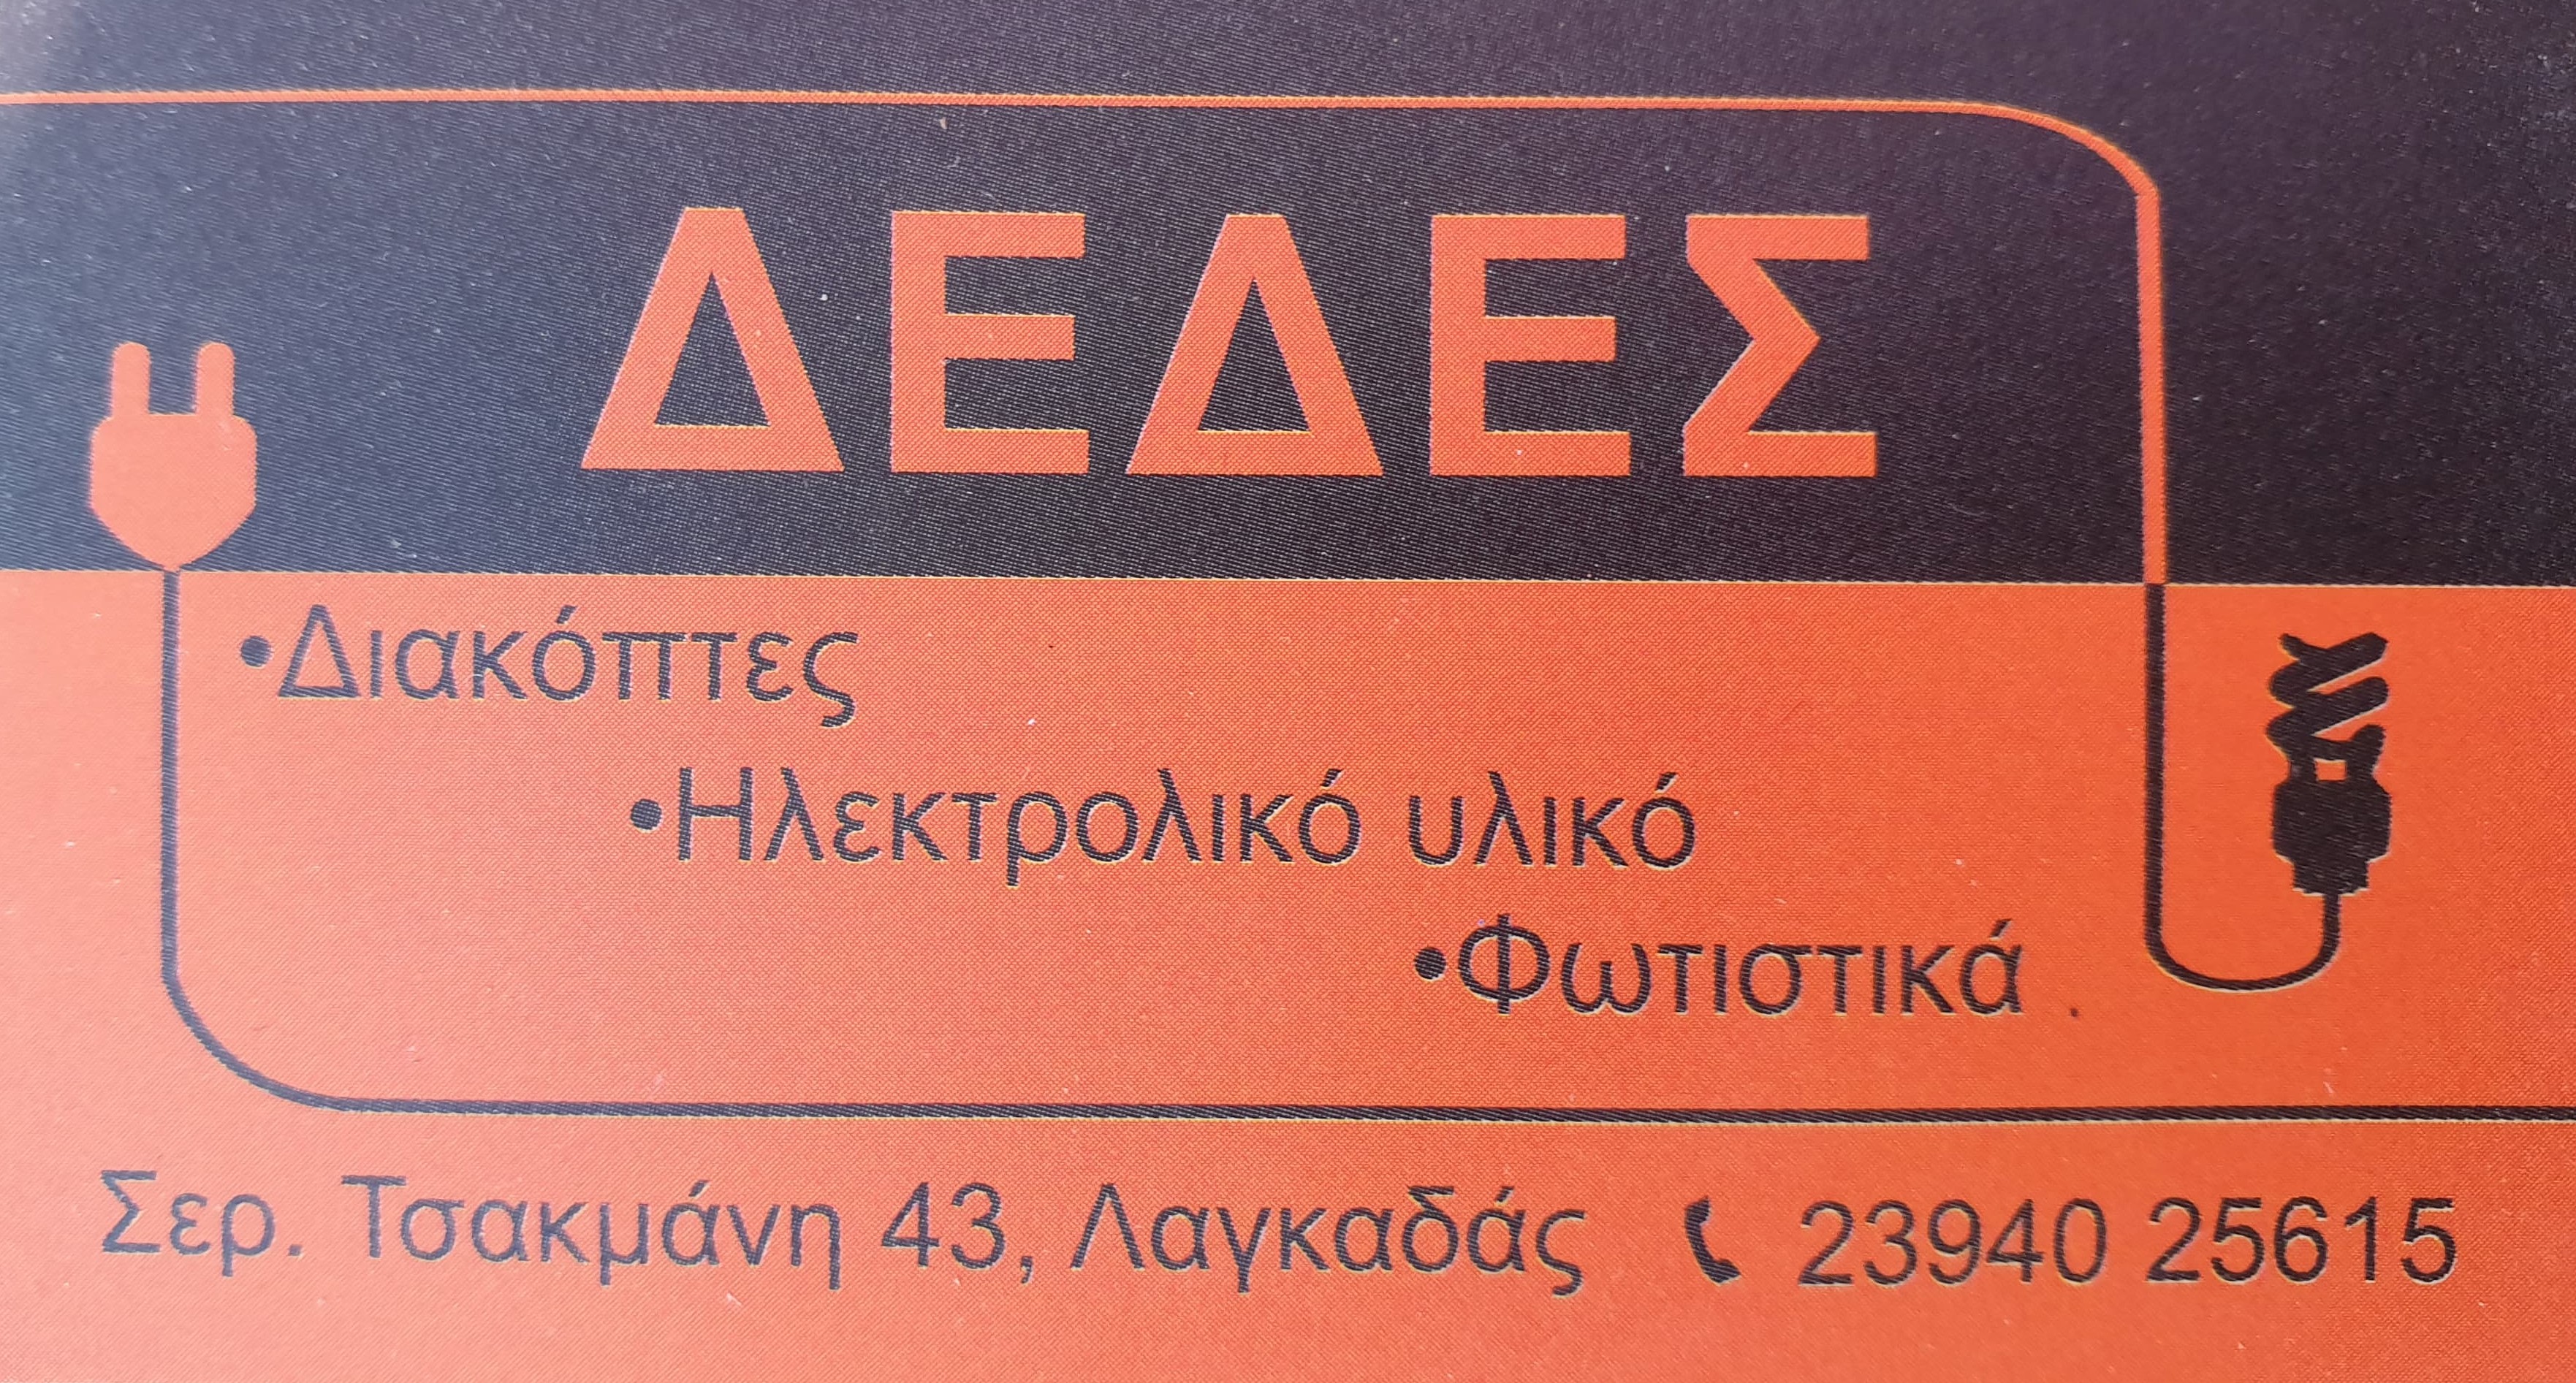 ΔΕΔΕΣ
•Διακόπτες
•Ηλεκτρολικό υλικό
•Φωτιστικά
Σερ. Τσακμάνη 43, Λαγκαδάς 23940 25615